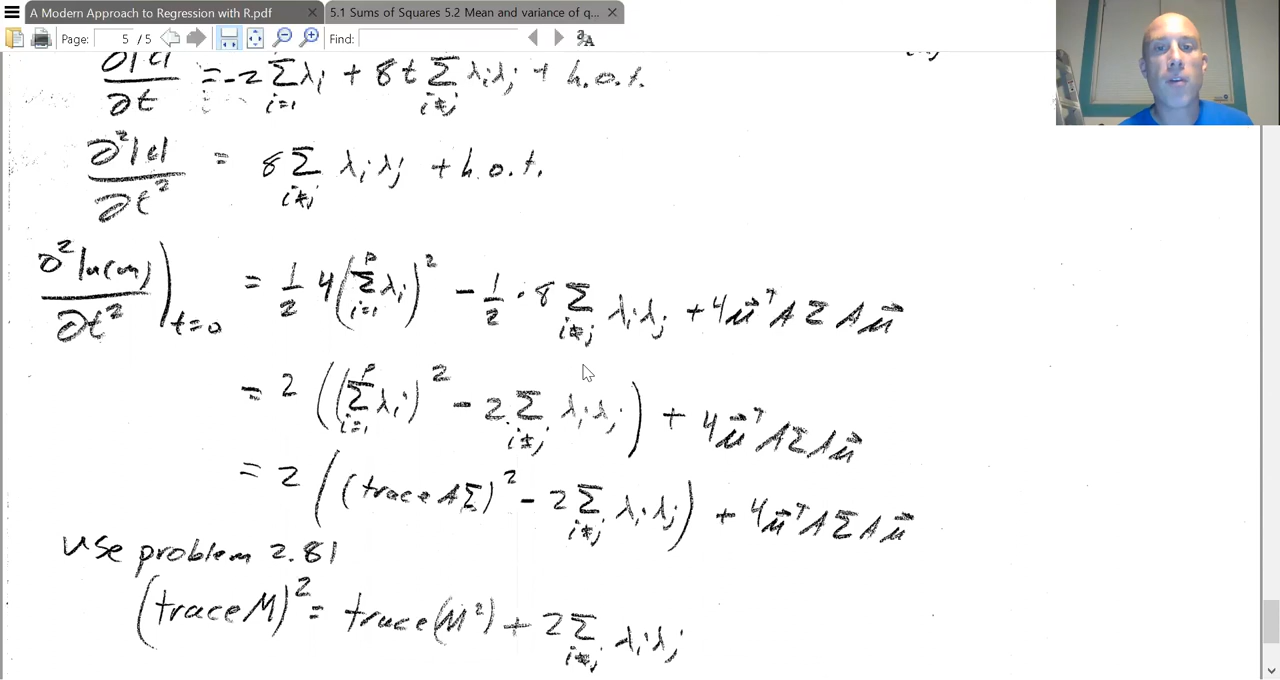 A Modern Approach to Regression with R.pdf
5.1 Sums of Squares 5.2 Mean and variance of q...
Page: 5 / 5
Find:
∂|C|/∂t = -2 Σ_{i=1} λ_i + 8t Σ_{i≠j} λ_i λ_j + h.o.t.
∂²|C|/∂t² = 8 Σ_{i≠j} λ_i λ_j + h.o.t.
∂² ln(m)/∂t² )_{t=0} = 1/2 4 (Σ_{i=1}^p λ_i)² - 1/2 · 8 Σ_{i≠j} λ_i λ_j + 4 μ⃗ᵀ A Σ A μ⃗
= 2 ((Σ_{i=1}^p λ_i)² - 2 Σ_{i≠j} λ_i λ_j) + 4 μ⃗ᵀ A Σ A μ⃗
= 2 ((trace AΣ)² - 2 Σ_{i≠j} λ_i λ_j) + 4 μ⃗ᵀ A Σ A μ⃗
use problem 2.81
(trace M)² = trace(M²) + 2 Σ_{i≠j} λ_i λ_j